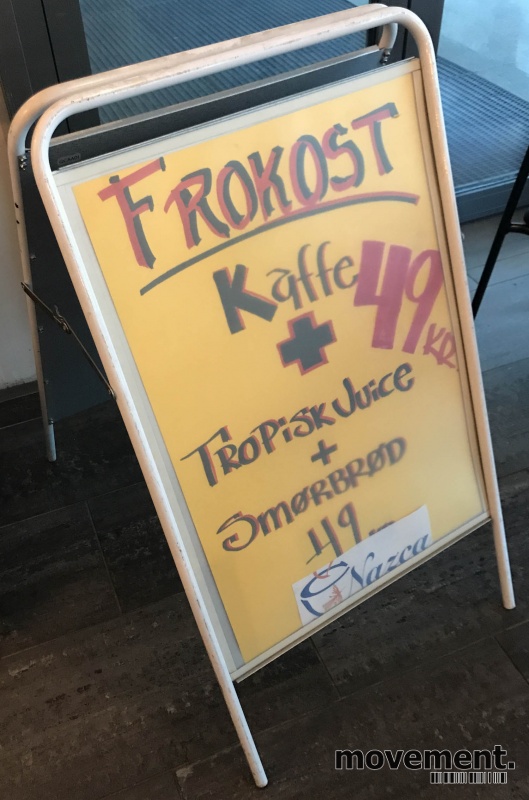 FROKOST
Kaffe 49
+ KR
TROPISK JUICE
+
SMØRBRØD
49
Nazca
movement.